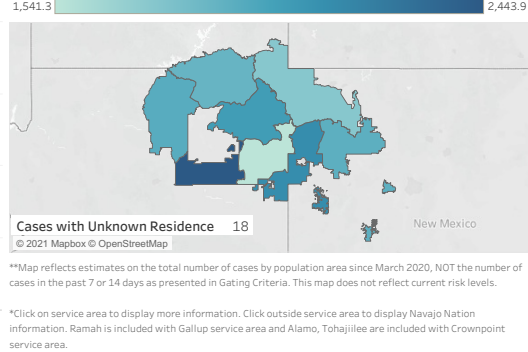 1,541.3 2,443.9
New Mexico
Cases with Unknown Residence 18
© 2021 Mapbox © OpenStreetMap
**Map reflects estimates on the total number of cases by population area since March 2020, NOT the number of
cases in the past 7 or 14 days as presented in Gating Criteria. This map does not reflect current risk levels.
*Click on service area to display more information. Click outside service area to display Navajo Nation
information. Ramah is included with Gallup service area and Alamo, Tohajiilee are included with Crownpoint
service area.